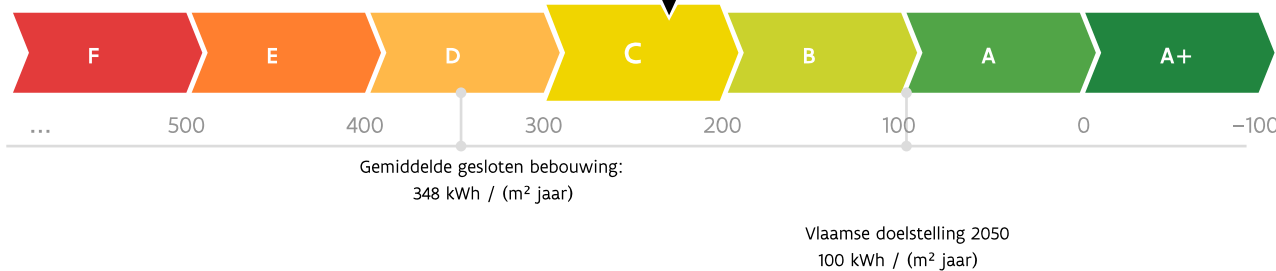 F E D C B A A+
... 500 400 300 200 100 0 −100
Gemiddelde gesloten bebouwing:
348 kWh / (m² jaar)
Vlaamse doelstelling 2050
100 kWh / (m² jaar)